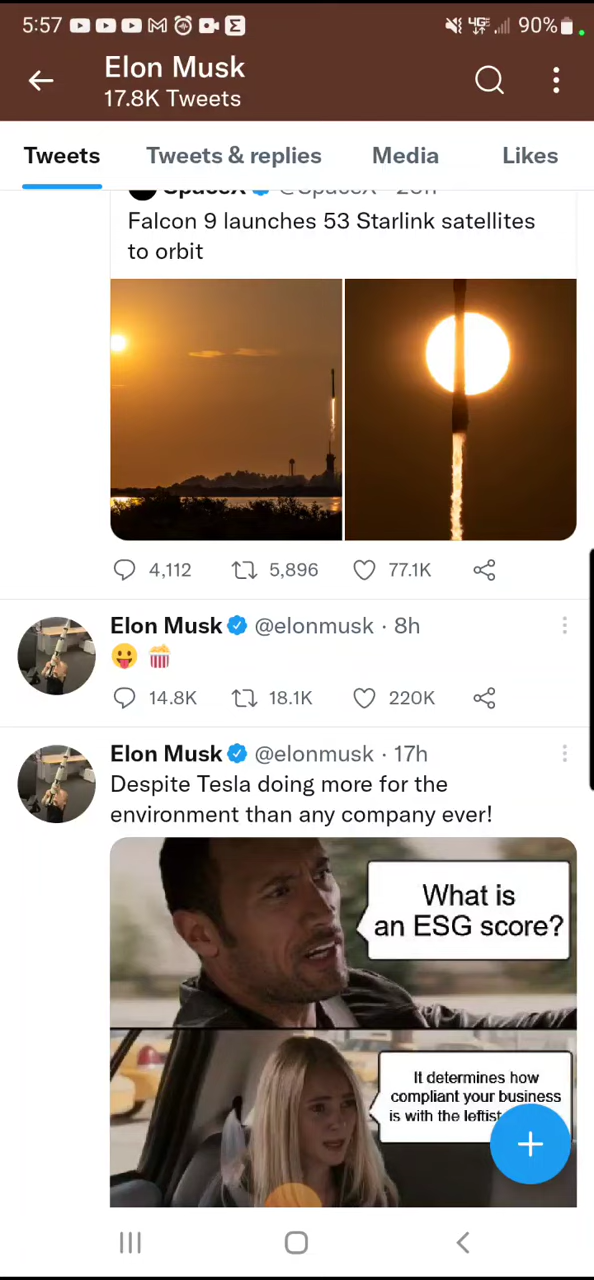 5:57 90%
Elon Musk
17.8K Tweets
Tweets Tweets & replies Media Likes
SpaceX @SpaceX
Falcon 9 launches 53 Starlink satellites
to orbit
4,112 5,896 77.1K
Elon Musk @elonmusk · 8h
14.8K 18.1K 220K
Elon Musk @elonmusk · 17h
Despite Tesla doing more for the
environment than any company ever!
What is
an ESG score?
It determines how
compliant your business
is with the leftist